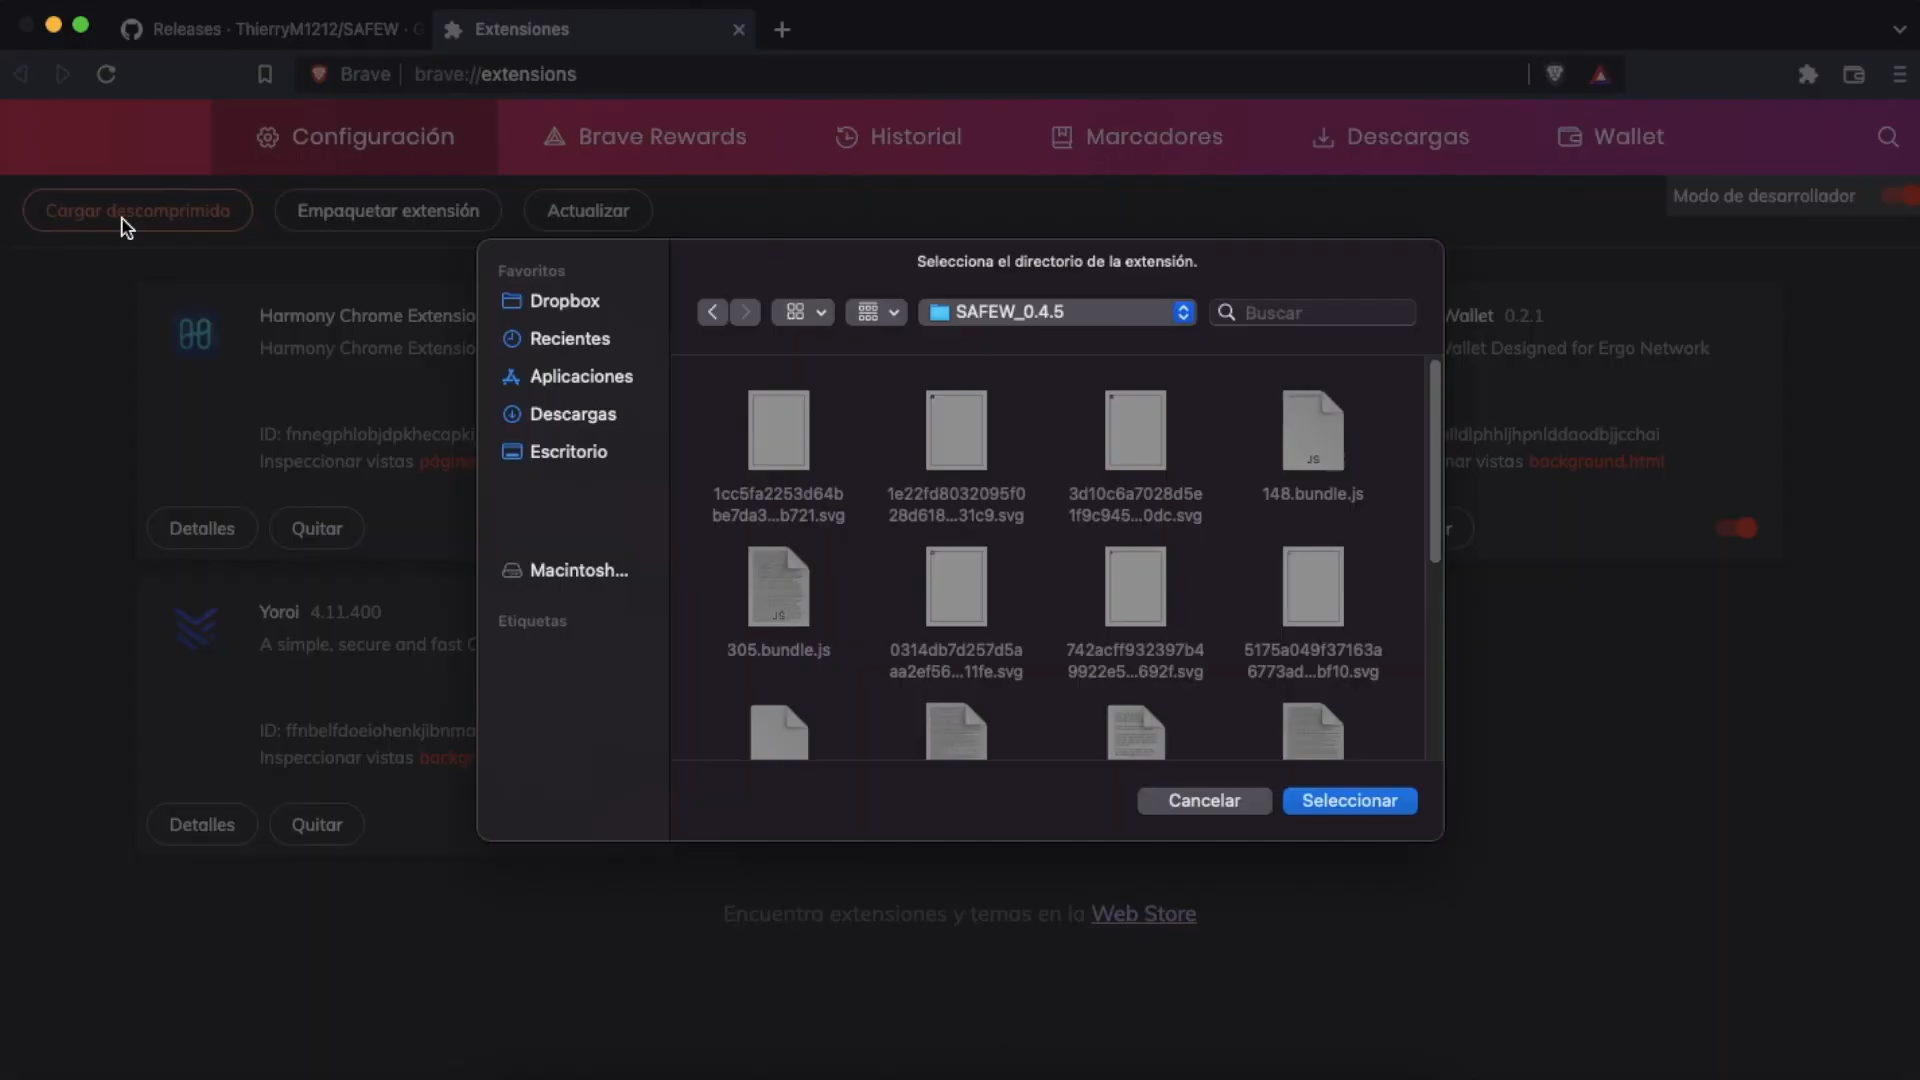 Releases · ThierryM1212/SAFEW · G
Extensiones
Brave
brave://extensions
Configuración
Brave Rewards
Historial
Marcadores
Descargas
Wallet
Cargar descomprimida
Empaquetar extensión
Actualizar
Modo de desarrollador
Harmony Chrome Extensio
Harmony Chrome Extensio
ID: fnnegphlobjdpkhecapki
Inspeccionar vistas página
Detalles
Quitar
Yoroi 4.11.400
A simple, secure and fast C
ID: ffnbelfdoeiohenkjibnma
Inspeccionar vistas backgr
Detalles
Quitar
Favoritos
Dropbox
Recientes
Aplicaciones
Descargas
Escritorio
Macintosh...
Etiquetas
Selecciona el directorio de la extensión.
SAFEW_0.4.5
Buscar
1cc5fa2253d64b
be7da3...b721.svg
1e22fd8032095f0
28d618...31c9.svg
3d10c6a7028d5e
1f9c945...0dc.svg
JS
148.bundle.js
JS
305.bundle.js
0314db7d257d5a
aa2ef56...11fe.svg
742acff932397b4
9922e5...692f.svg
5175a049f37163a
6773ad...bf10.svg
Cancelar
Seleccionar
Wallet 0.2.1
Wallet Designed for Ergo Network
lldlphhljhpnlddaodbjjcchai
nar vistas background.html
r
Encuentra extensiones y temas en la Web Store